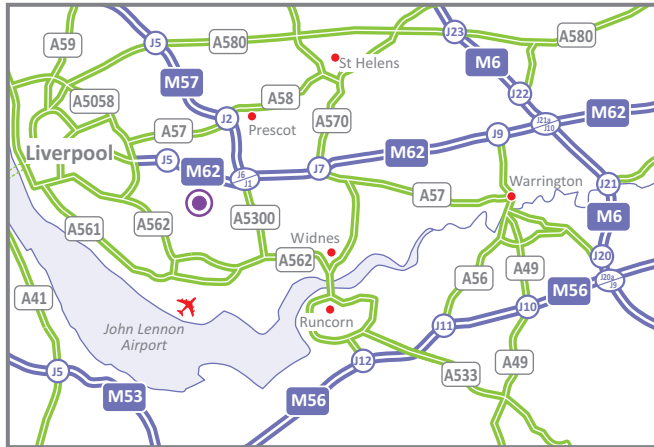 A59
J5
A580
J23
A580
St Helens
M6
M57
A5058
A58
J22
J2
A57
Prescot
A570
J21a
J10
M62
J9
M62
Liverpool
J5
M62
J6
J1
J7
A57
Warrington
J21
A561
A562
A5300
M6
Widnes
A562
J20
A56
A49
M56
J20a
J9
A41
John Lennon
Airport
Runcorn
J11
J10
J12
J5
M53
M56
A533
A49